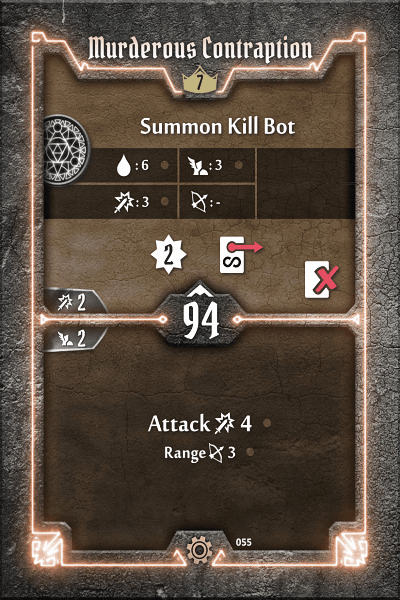 Murderous Contraption
7
Summon Kill Bot
: 6 : 3
: 3 : -
2
2
94
2
Attack 4
Range 3
055